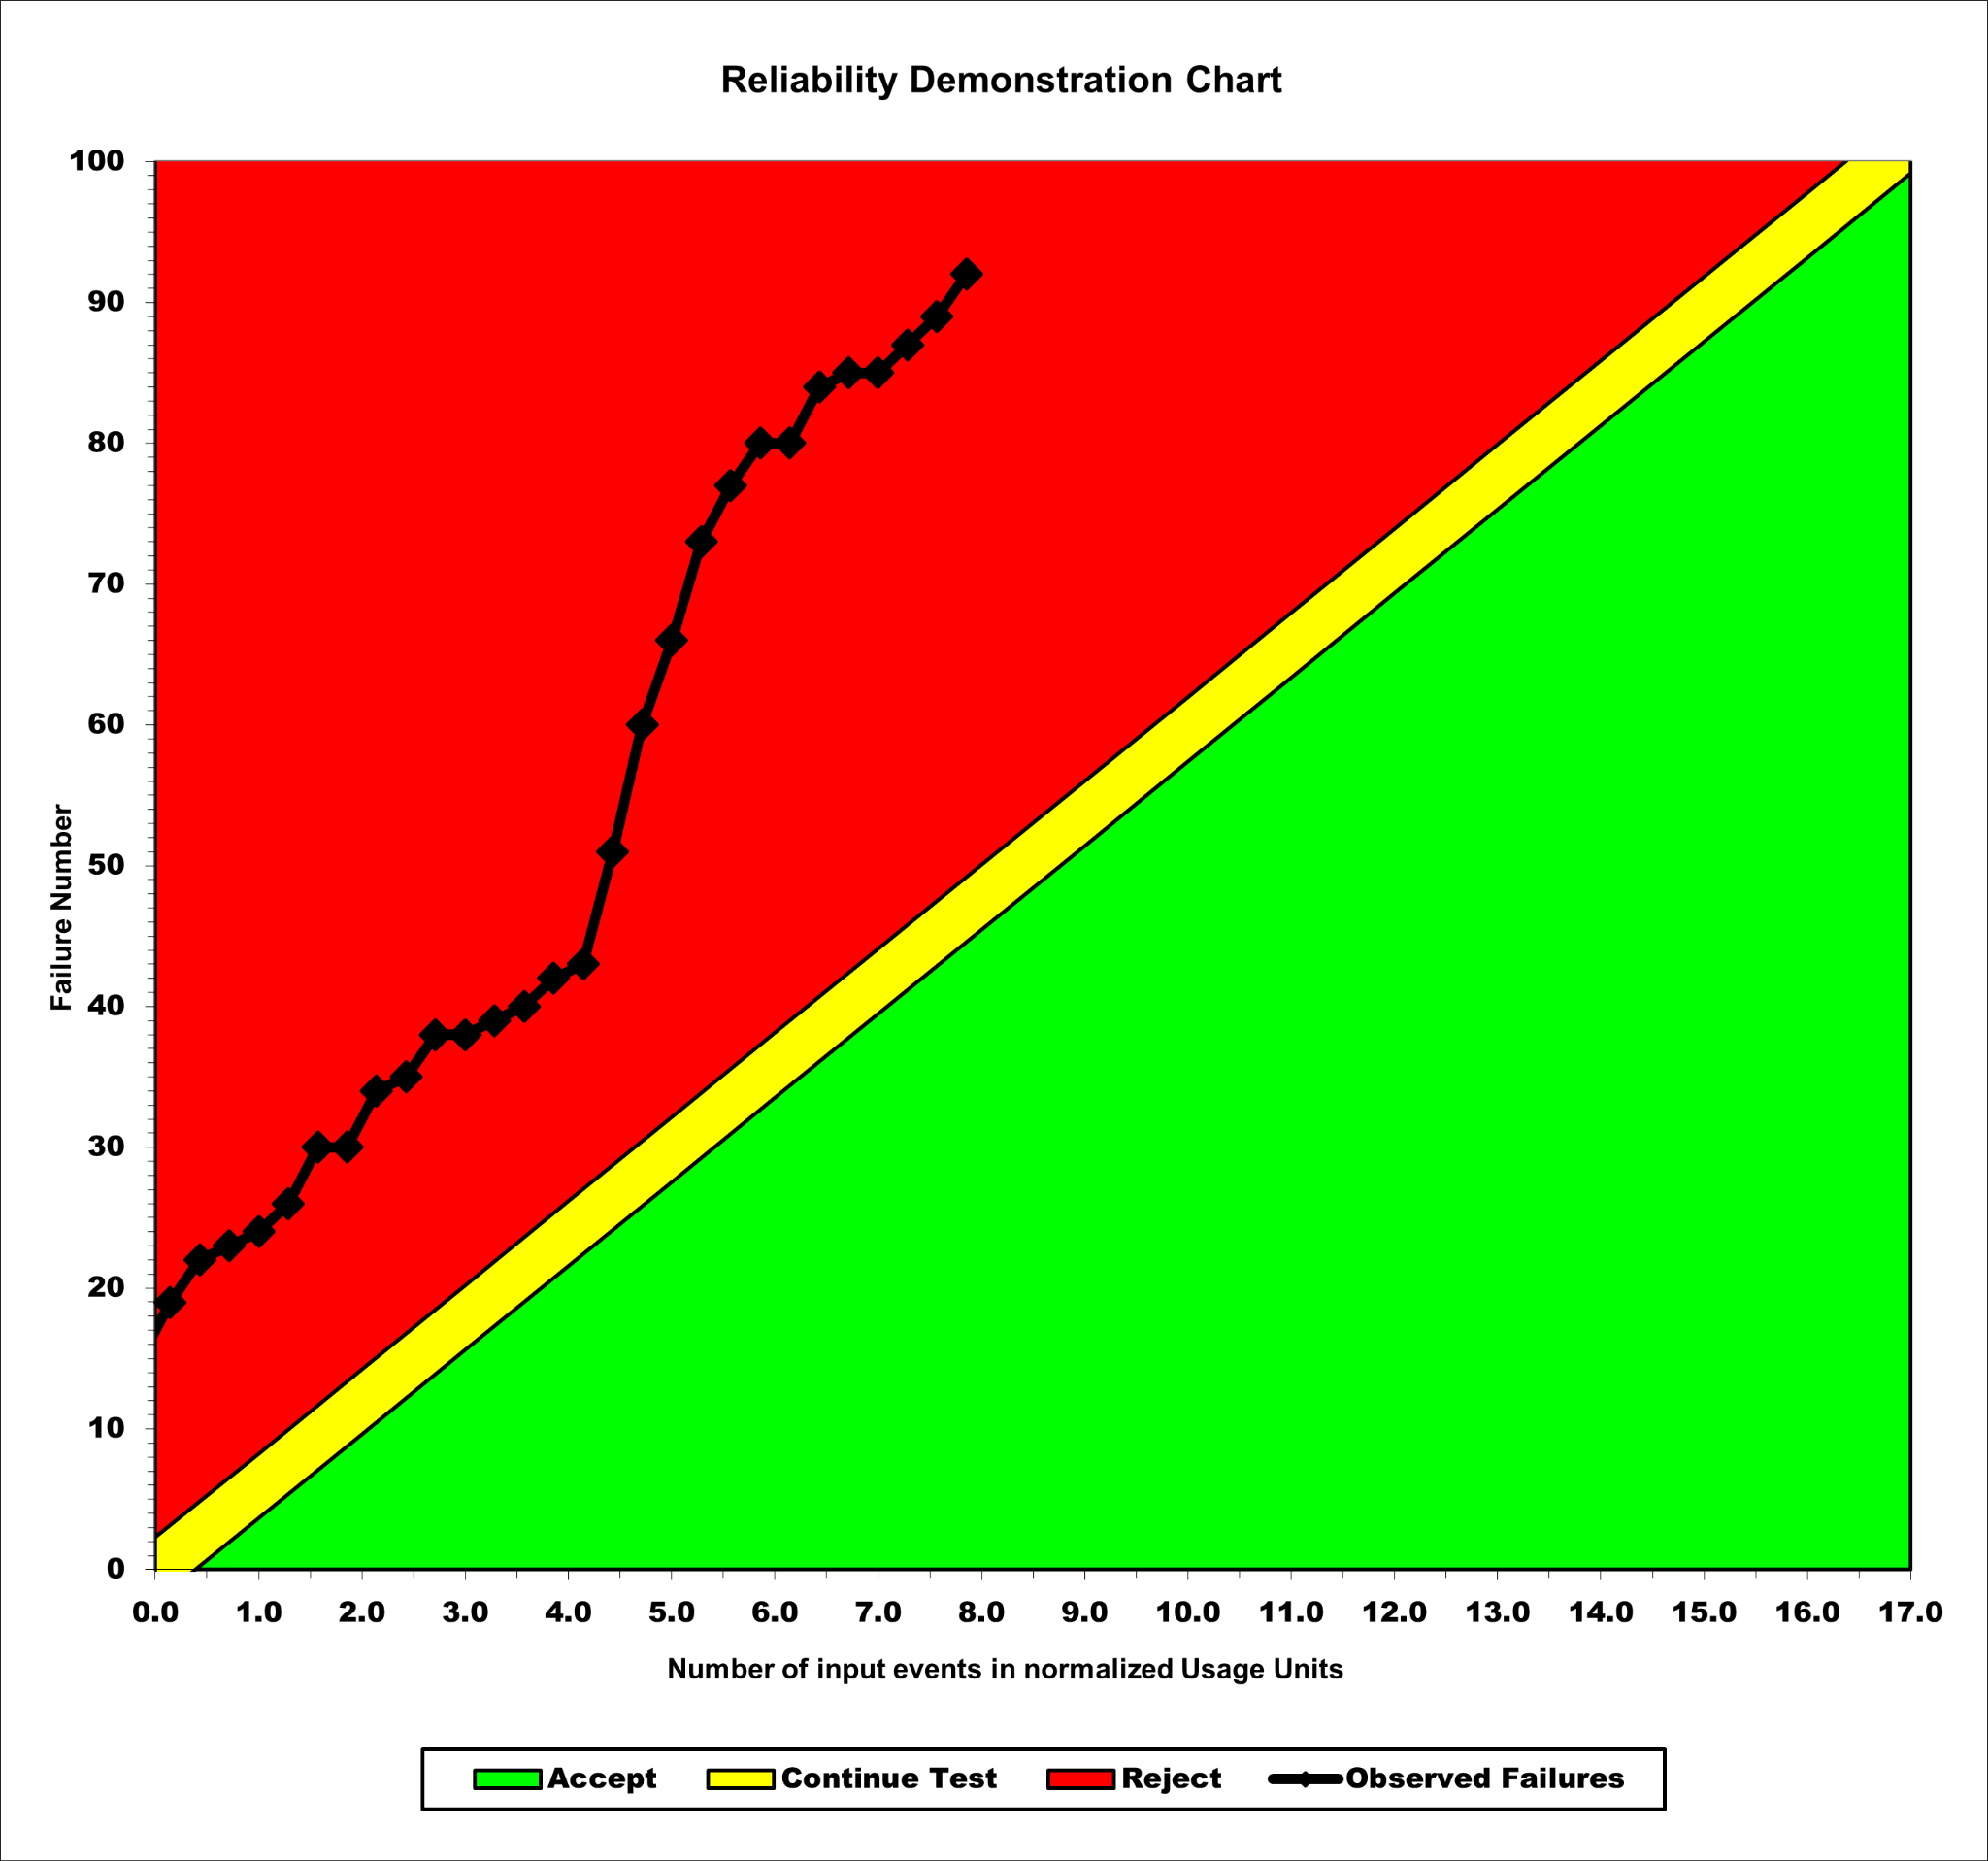 Reliability Demonstration Chart
100
90
80
70
60
50
40
30
20
10
0
Failure Number
0.0 1.0 2.0 3.0 4.0 5.0 6.0 7.0 8.0 9.0 10.0 11.0 12.0 13.0 14.0 15.0 16.0 17.0
Number of input events in normalized Usage Units
Accept Continue Test Reject Observed Failures